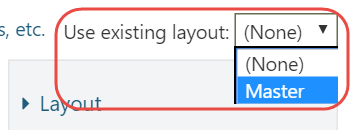 s, etc. Use existing layout: (None)
(None)
Master
Layout